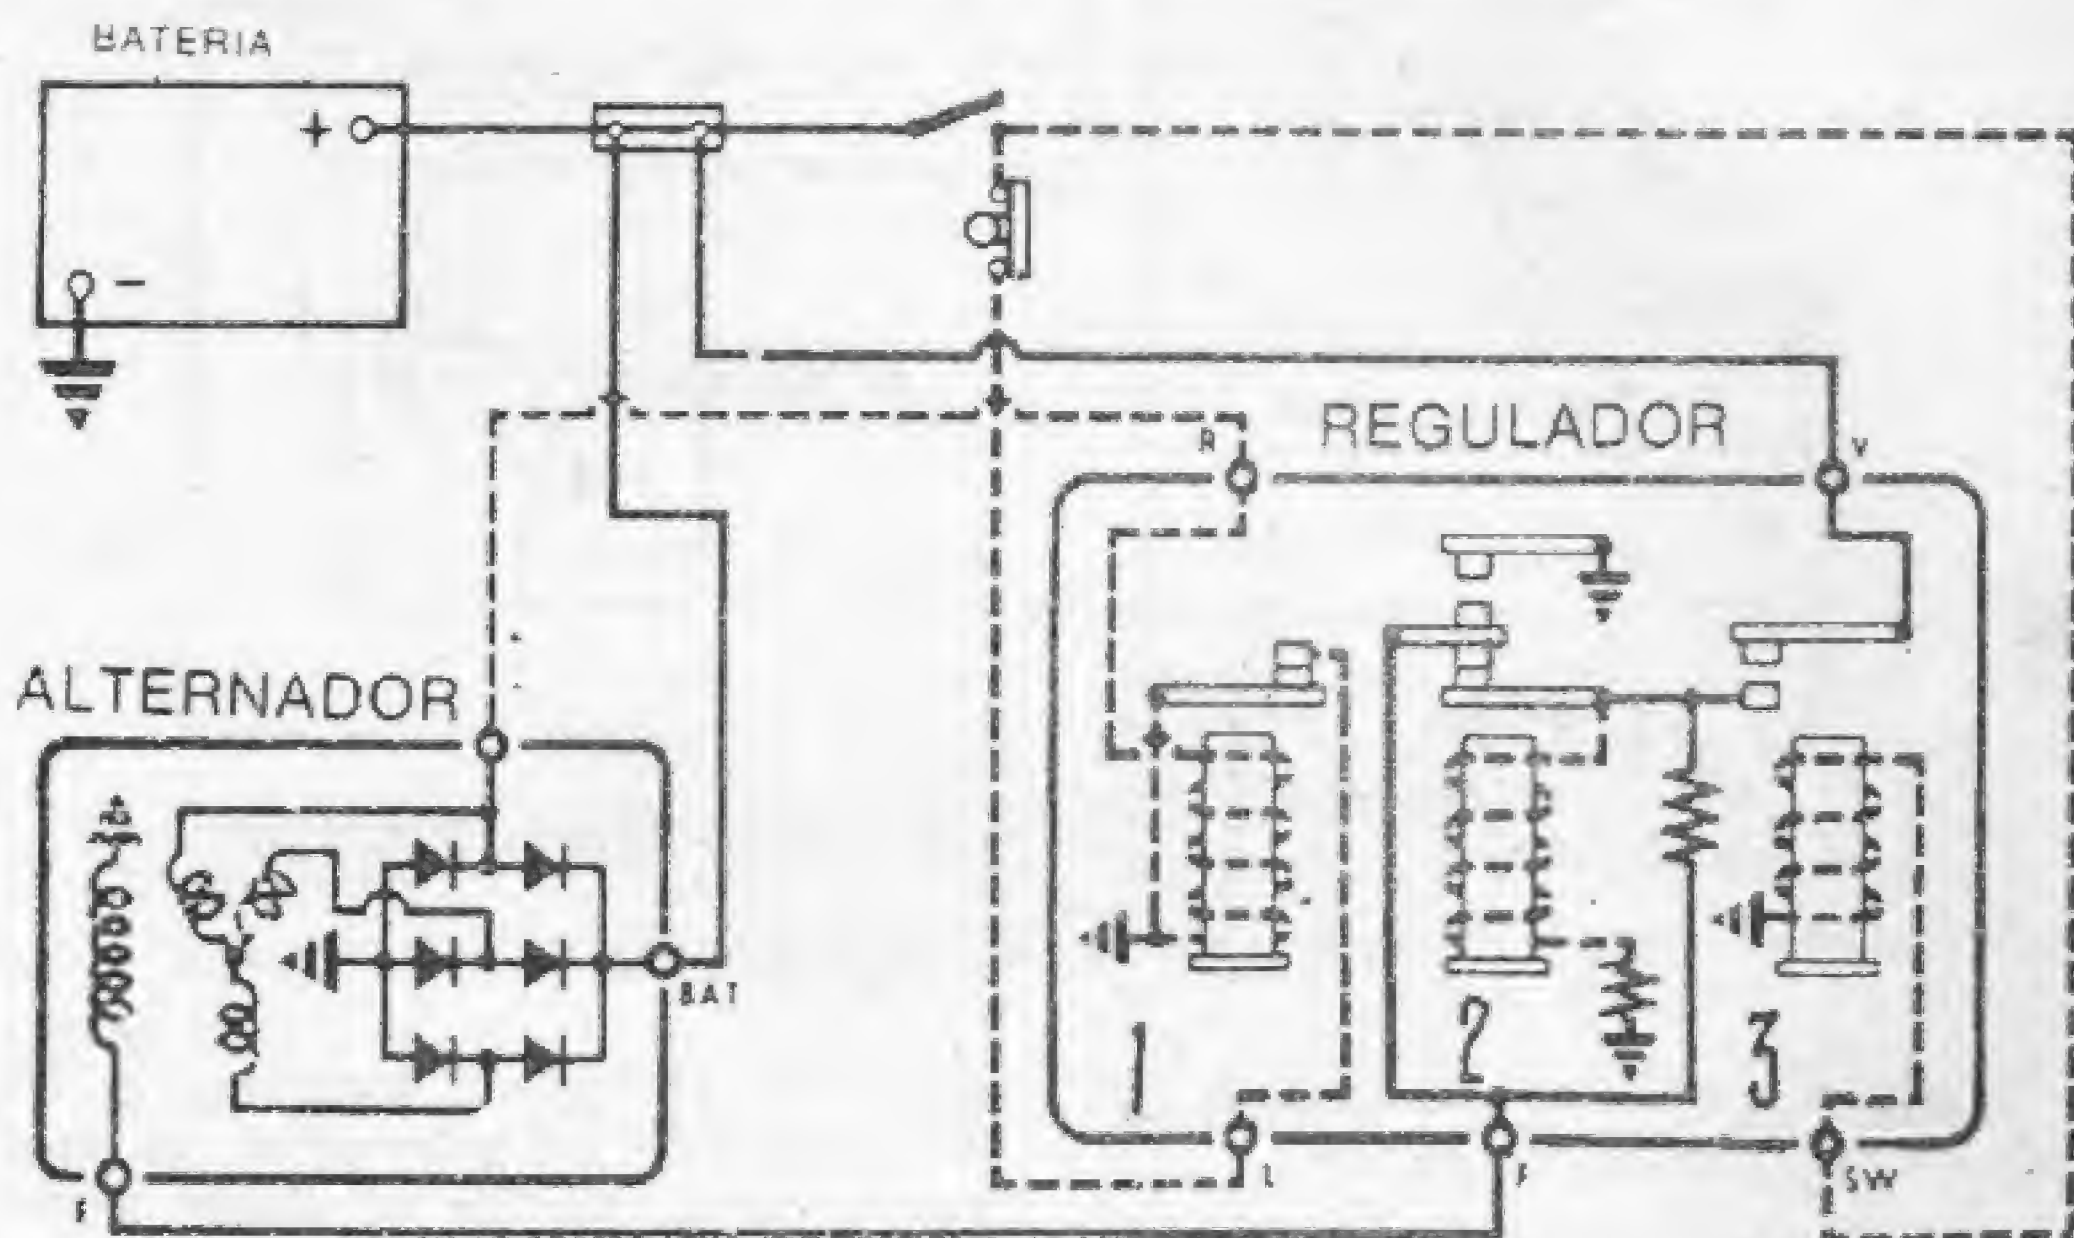 BATERIA
+
−
REGULADOR
R
V
ALTERNADOR
BAT
1
2
3
F
L
F
SW